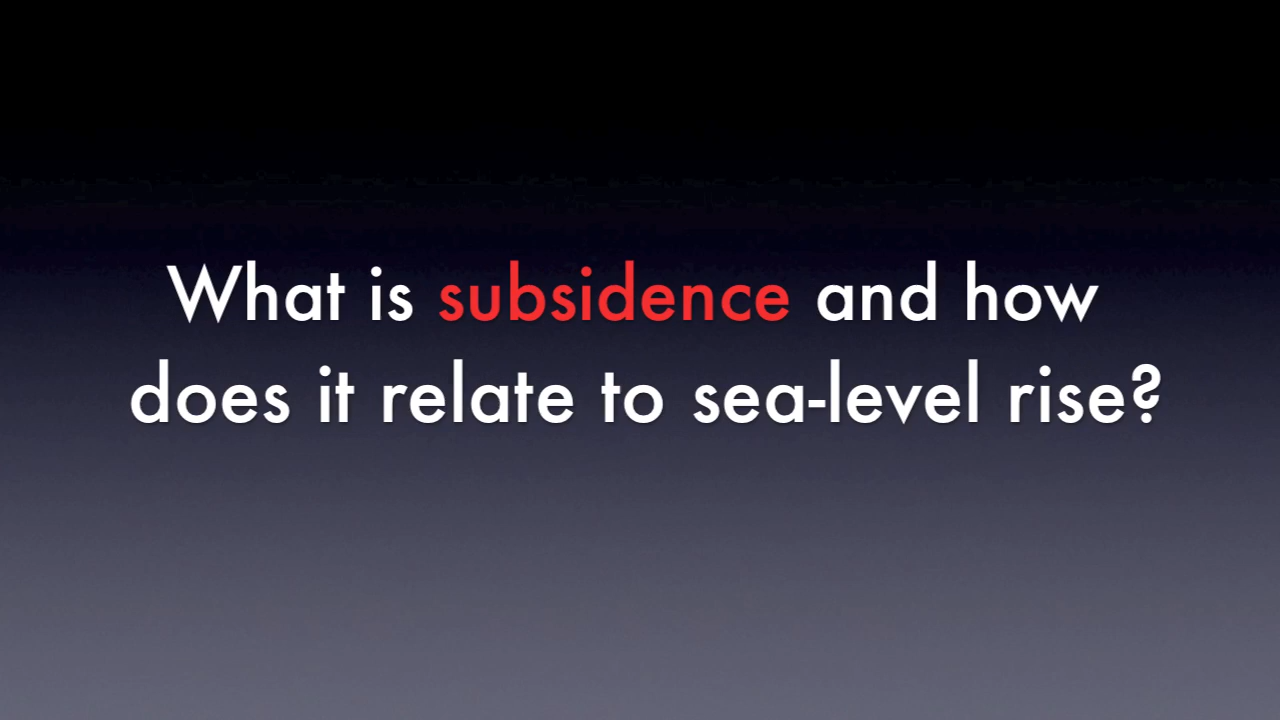 What is subsidence and how
does it relate to sea-level rise?